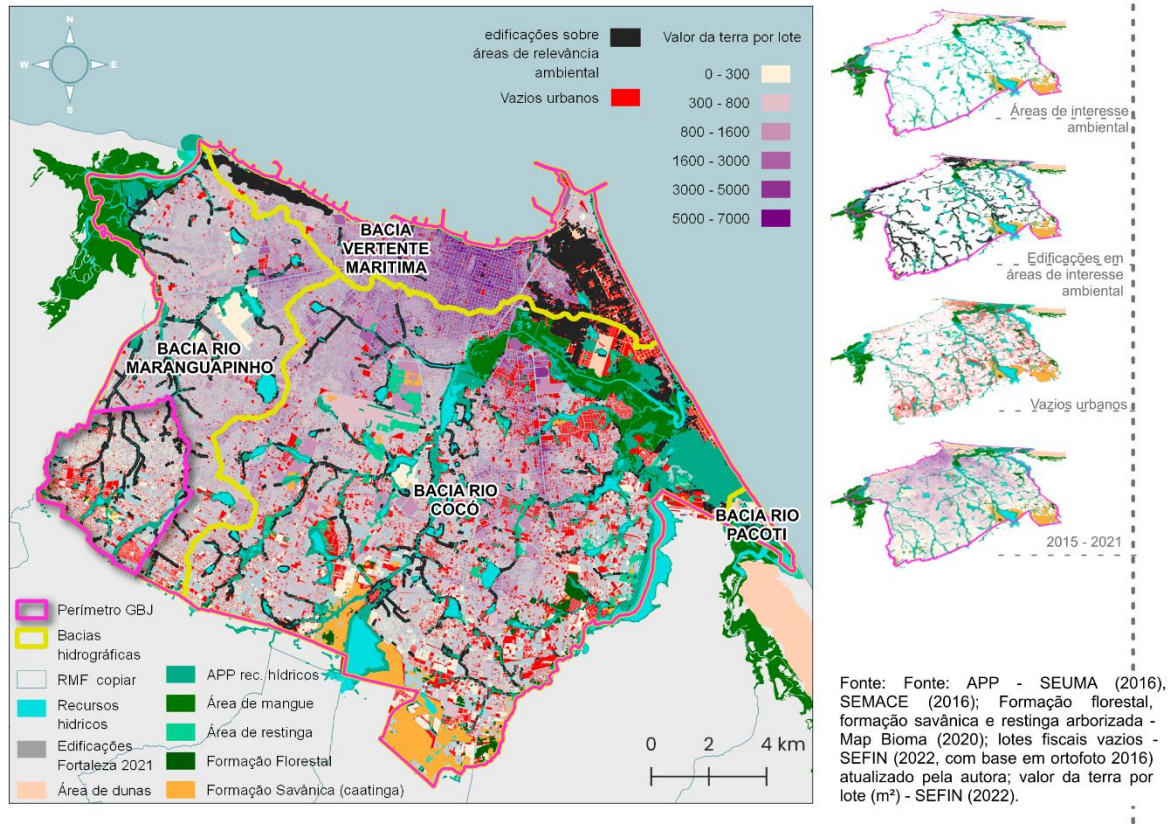 N
W E
S
edificações sobre
áreas de relevância
ambiental
Vazios urbanos
Valor da terra por lote
0 - 300
300 - 800
800 - 1600
1600 - 3000
3000 - 5000
5000 - 7000
BACIA
VERTENTE
MARITIMA
BACIA RIO
MARANGUAPINHO
BACIA RIO
COCÓ
BACIA RIO
PACOTI
Perímetro GBJ
Bacias
hidrográficas
RMF copiar
Recursos
hidricos
Edificações
Fortaleza 2021
Área de dunas
APP rec. hídricos
Área de mangue
Área de restinga
Formação Florestal
Formação Savânica (caatinga)
0 2 4 km
Áreas de interesse
ambiental
Edificações em
áreas de interesse
ambiental
Vazios urbanos
2015 - 2021
Fonte: Fonte: APP - SEUMA (2016),
SEMACE (2016); Formação florestal,
formação savânica e restinga arborizada -
Map Bioma (2020); lotes fiscais vazios -
SEFIN (2022, com base em ortofoto 2016)
atualizado pela autora; valor da terra por
lote (m²) - SEFIN (2022).